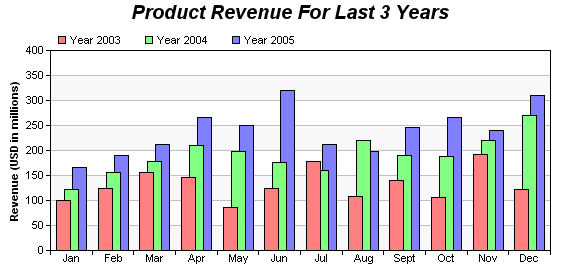 Product Revenue For Last 3 Years
Year 2003 Year 2004 Year 2005
Revenue (USD in millions)
400
350
300
250
200
150
100
50
0
Jan Feb Mar Apr May Jun Jul Aug Sept Oct Nov Dec